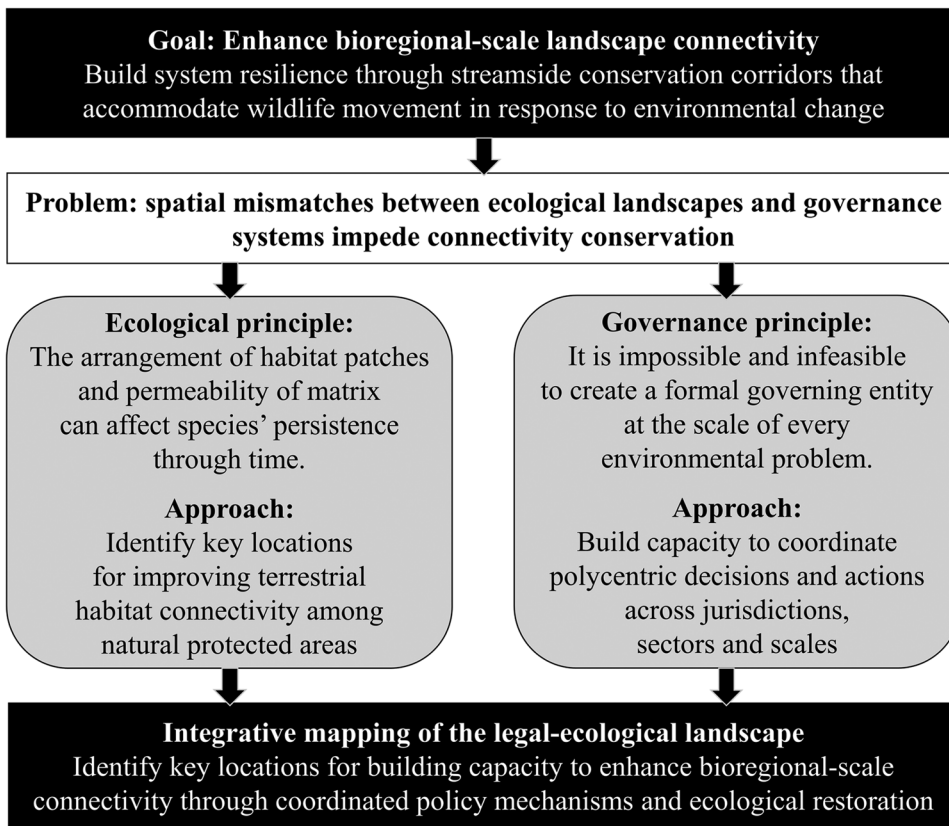 Goal: Enhance bioregional-scale landscape connectivity
Build system resilience through streamside conservation corridors that
accommodate wildlife movement in response to environmental change
Problem: spatial mismatches between ecological landscapes and governance
systems impede connectivity conservation
Ecological principle:
The arrangement of habitat patches
and permeability of matrix
can affect species’ persistence
through time.
Approach:
Identify key locations
for improving terrestrial
habitat connectivity among
natural protected areas
Governance principle:
It is impossible and infeasible
to create a formal governing entity
at the scale of every
environmental problem.
Approach:
Build capacity to coordinate
polycentric decisions and actions
across jurisdictions,
sectors and scales
Integrative mapping of the legal-ecological landscape
Identify key locations for building capacity to enhance bioregional-scale
connectivity through coordinated policy mechanisms and ecological restoration